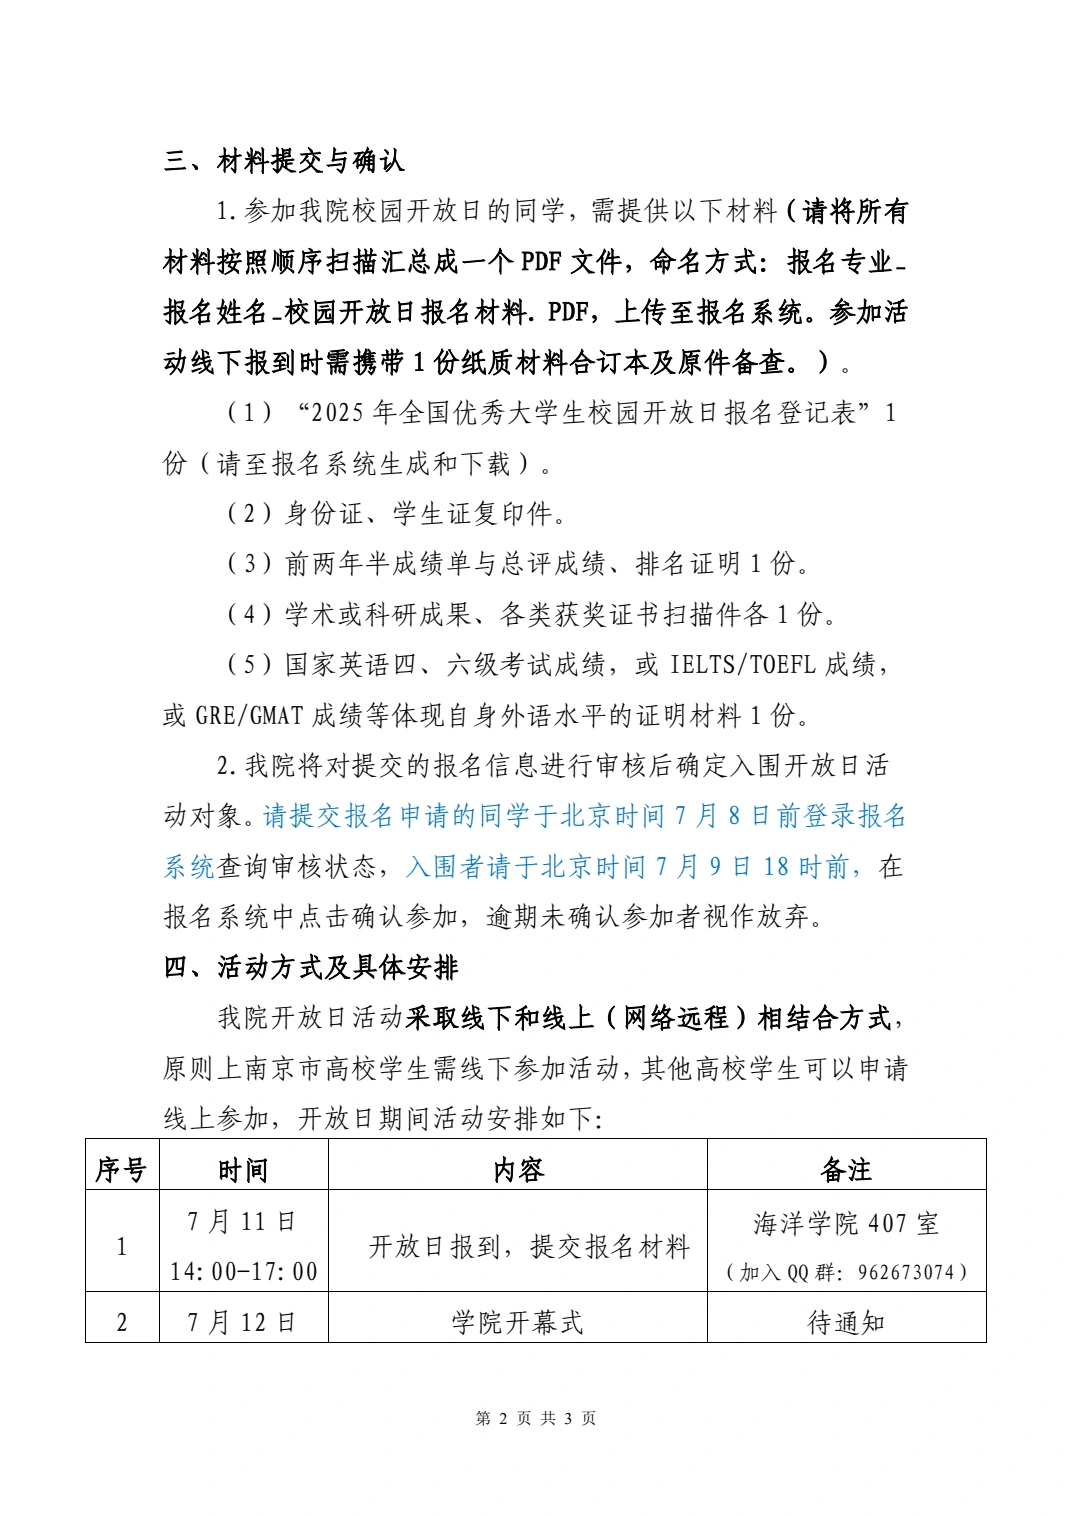 三、材料提交与确认
1.参加我院校园开放日的同学，需提供以下材料（请将所有
材料按照顺序扫描汇总成一个 PDF 文件，命名方式：报名专业_
报名姓名_校园开放日报名材料.PDF，上传至报名系统。参加活
动线下报到时需携带 1 份纸质材料合订本及原件备查。）。
（1）“2025 年全国优秀大学生校园开放日报名登记表”1
份（请至报名系统生成和下载）。
（2）身份证、学生证复印件。
（3）前两年半成绩单与总评成绩、排名证明 1 份。
（4）学术或科研成果、各类获奖证书扫描件各 1 份。
（5）国家英语四、六级考试成绩，或 IELTS/TOEFL 成绩，
或 GRE/GMAT 成绩等体现自身外语水平的证明材料 1 份。
2.我院将对提交的报名信息进行审核后确定入围开放日活
动对象。请提交报名申请的同学于北京时间 7 月 8 日前登录报名
系统查询审核状态，入围者请于北京时间 7 月 9 日 18 时前，在
报名系统中点击确认参加，逾期未确认参加者视作放弃。
四、活动方式及具体安排
我院开放日活动采取线下和线上（网络远程）相结合方式，
原则上南京市高校学生需线下参加活动，其他高校学生可以申请
线上参加，开放日期间活动安排如下：
序号 时间 内容 备注
1 7 月 11 日 14:00-17:00 开放日报到，提交报名材料 海洋学院 407 室（加入 QQ 群：962673074）
2 7 月 12 日 学院开幕式 待通知
第 2 页 共 3 页